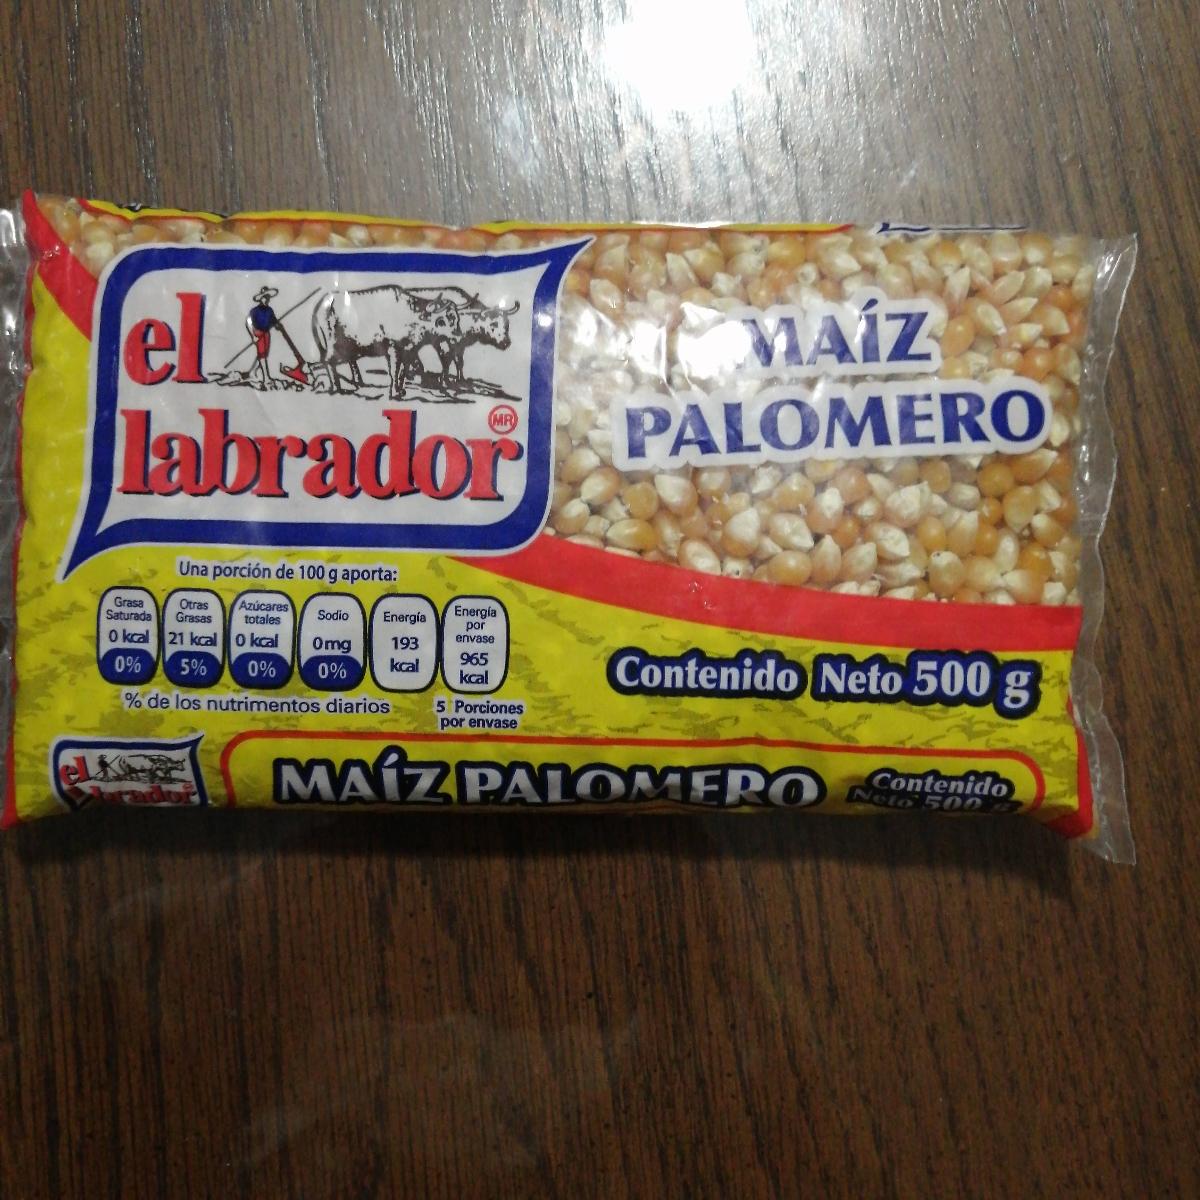 el
labrador MR
MAÍZ
PALOMERO
Una porción de 100 g aporta:
Grasa Saturada 0 kcal 0%
Otras Grasas 21 kcal 5%
Azúcares totales 0 kcal 0%
Sodio 0mg 0%
Energía 193 kcal
Energía por envase 965 kcal
% de los nutrimentos diarios
5 Porciones
por envase
Contenido Neto 500 g
el
labrador
MAÍZ PALOMERO
Contenido
Neto 500 g